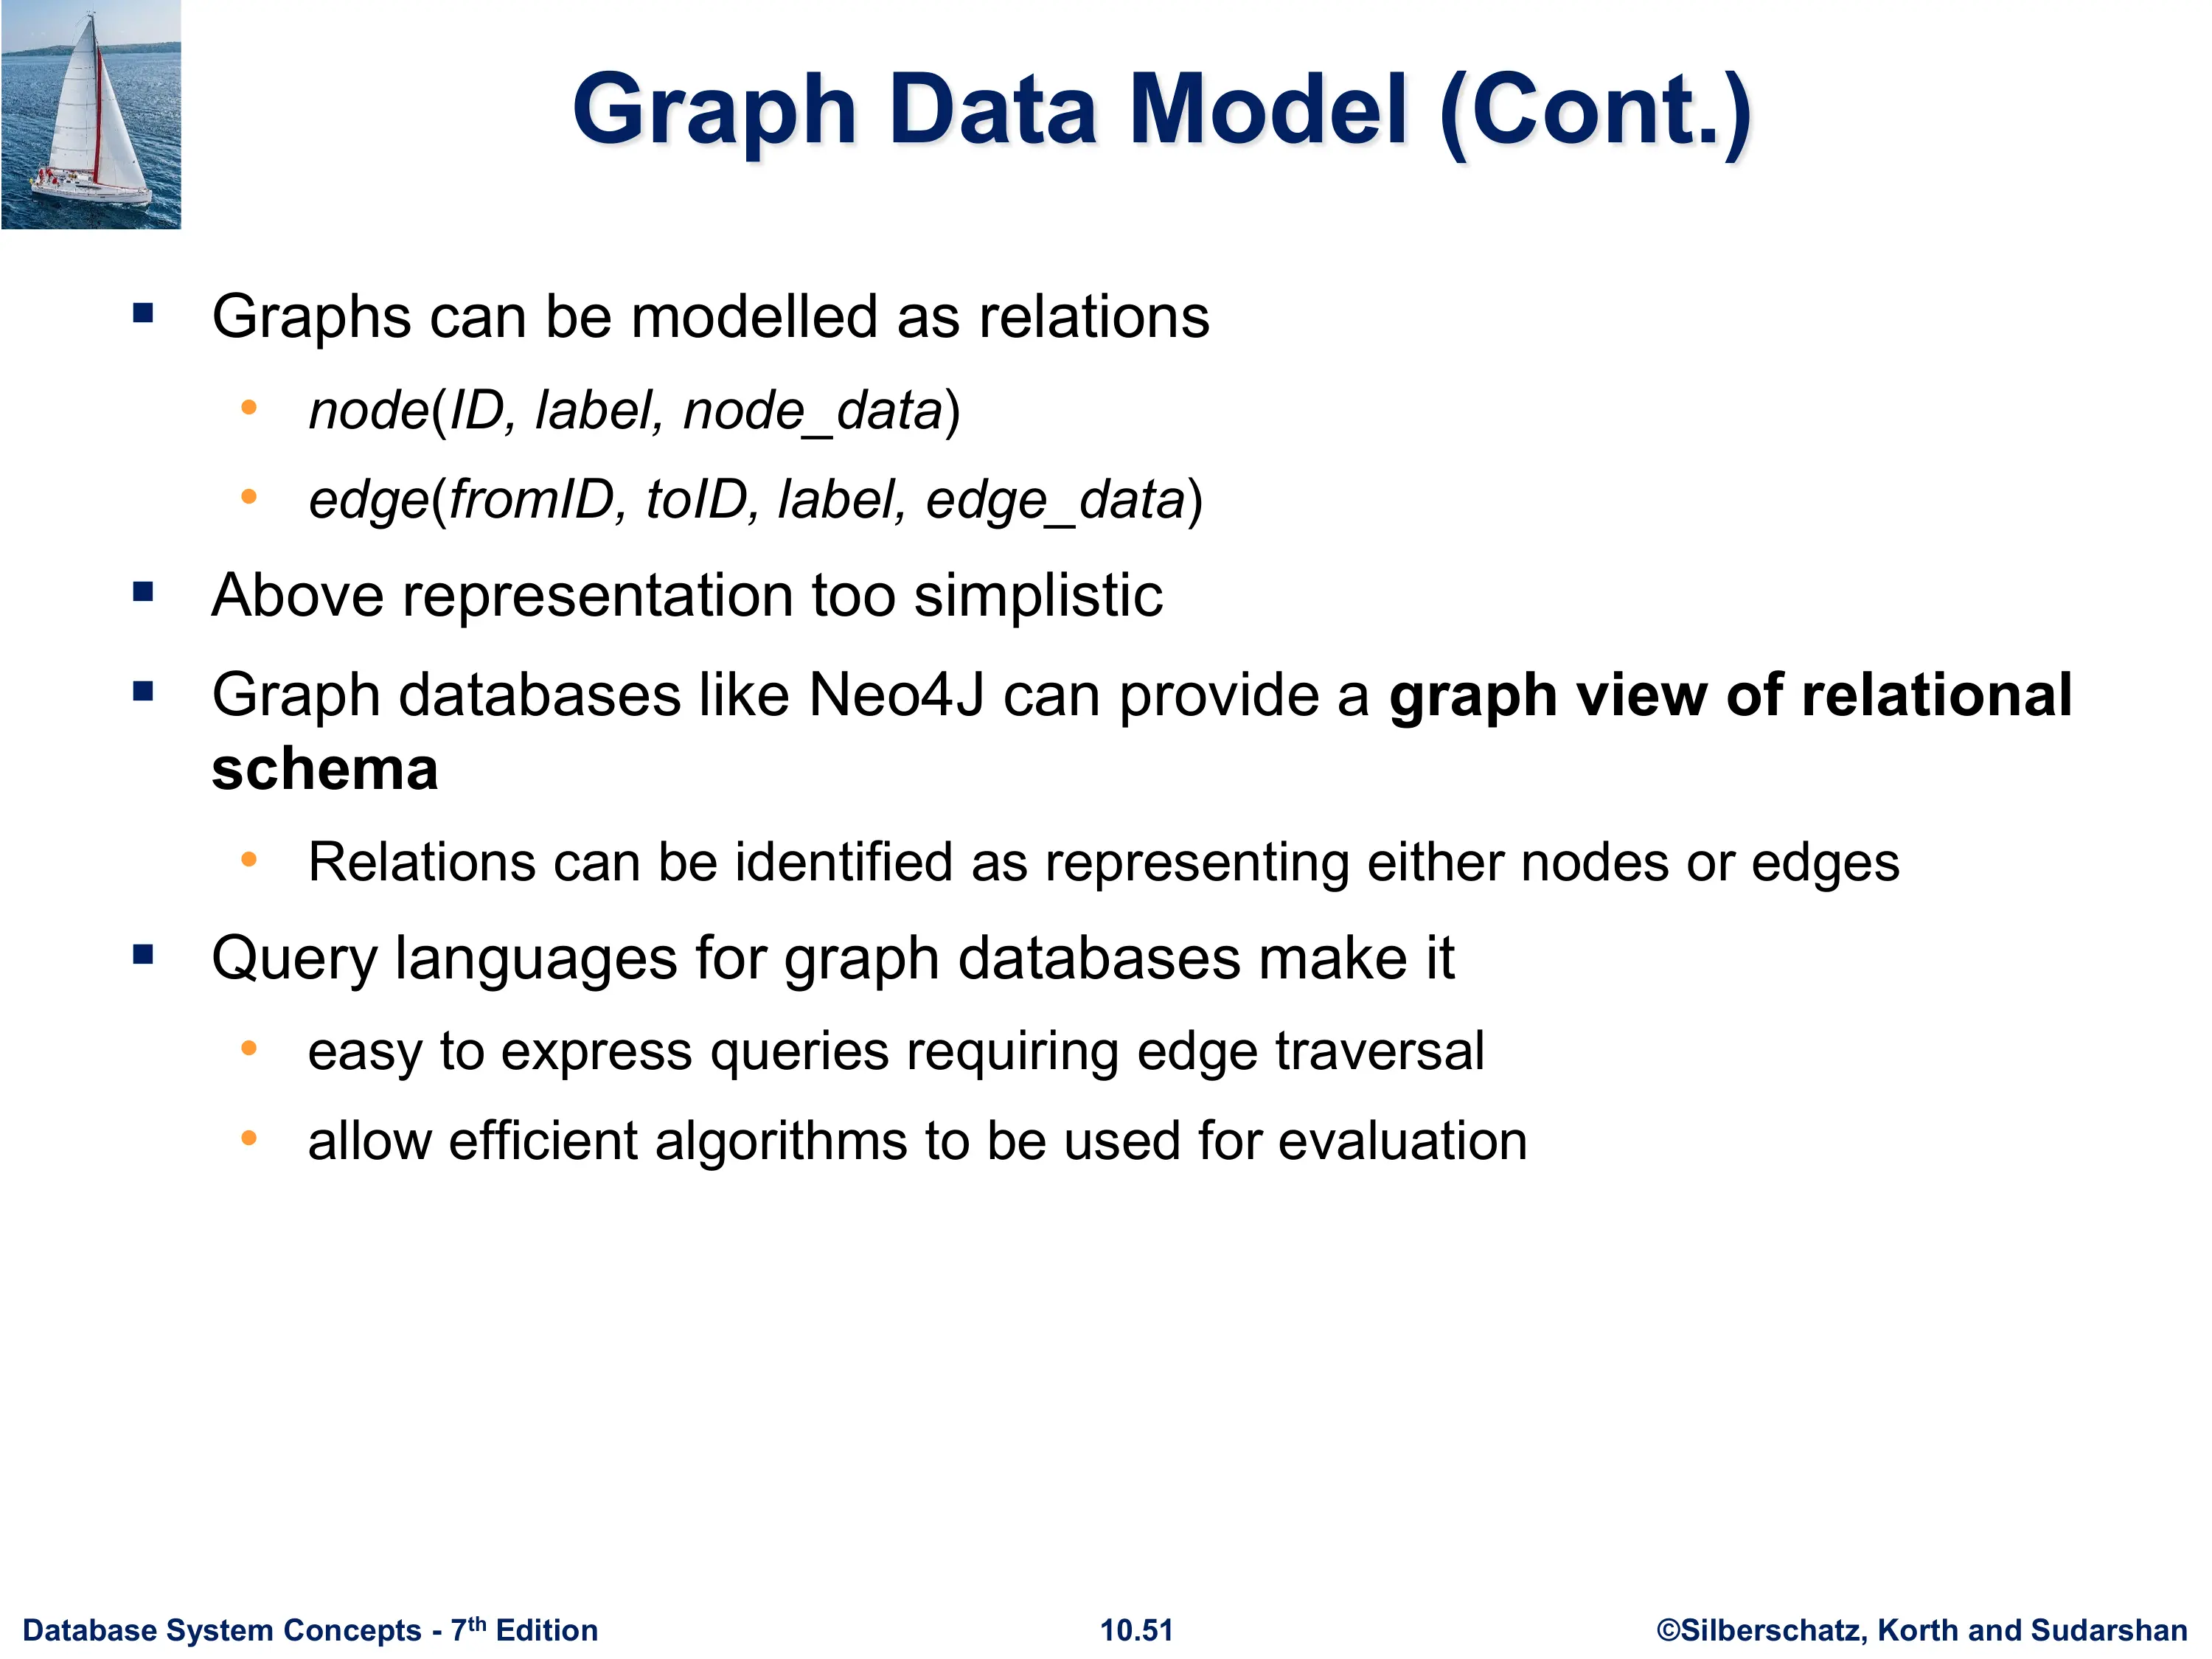 Graph Data Model (Cont.)
▪ Graphs can be modelled as relations
• node(ID, label, node_data)
• edge(fromID, toID, label, edge_data)
▪ Above representation too simplistic
▪ Graph databases like Neo4J can provide a graph view of relational
schema
• Relations can be identified as representing either nodes or edges
▪ Query languages for graph databases make it
• easy to express queries requiring edge traversal
• allow efficient algorithms to be used for evaluation
Database System Concepts - 7th Edition
10.51
©Silberschatz, Korth and Sudarshan